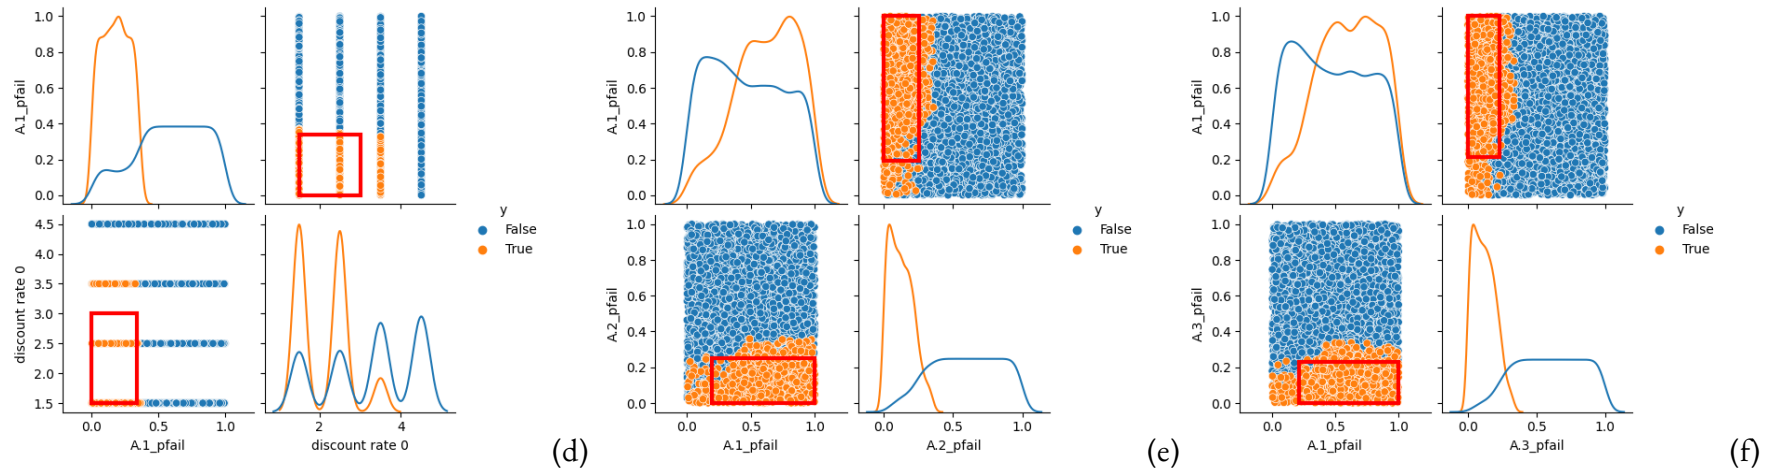 1.0
0.8
0.6
0.4
0.2
0.0
A.1_pfail
4.5
4.0
3.5
3.0
2.5
2.0
1.5
discount rate 0
0.0 0.5 1.0
A.1_pfail
2 4
discount rate 0
y
False
True
(d)
1.0
0.8
0.6
0.4
0.2
0.0
A.1_pfail
1.0
0.8
0.6
0.4
0.2
0.0
A.2_pfail
0.0 0.5 1.0
A.1_pfail
0.0 0.5 1.0
A.2_pfail
y
False
True
(e)
1.0
0.8
0.6
0.4
0.2
0.0
A.1_pfail
1.0
0.8
0.6
0.4
0.2
0.0
A.3_pfail
0.0 0.5 1.0
A.1_pfail
0.0 0.5 1.0
A.3_pfail
y
False
True
(f)